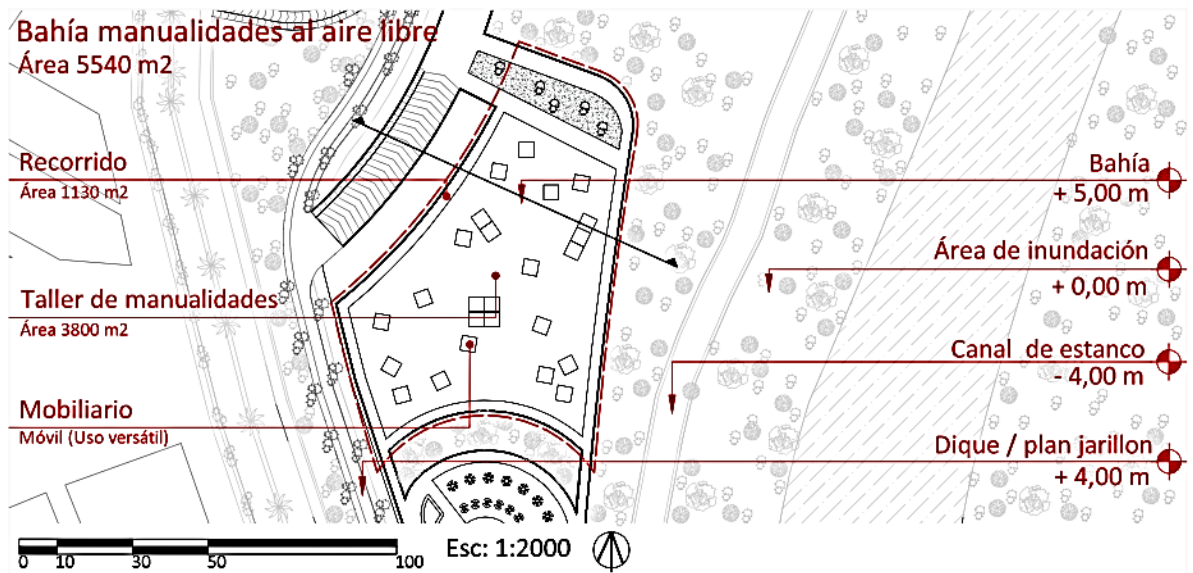 Bahía manualidades al aire libre
Área 5540 m2
Recorrido
Área 1130 m2
Taller de manualidades
Área 3800 m2
Mobiliario
Móvil (Uso versátil)
Bahía
+ 5,00 m
Área de inundación
+ 0,00 m
Canal de estanco
- 4,00 m
Dique / plan jarillon
+ 4,00 m
0 10 30 50 100
Esc: 1:2000